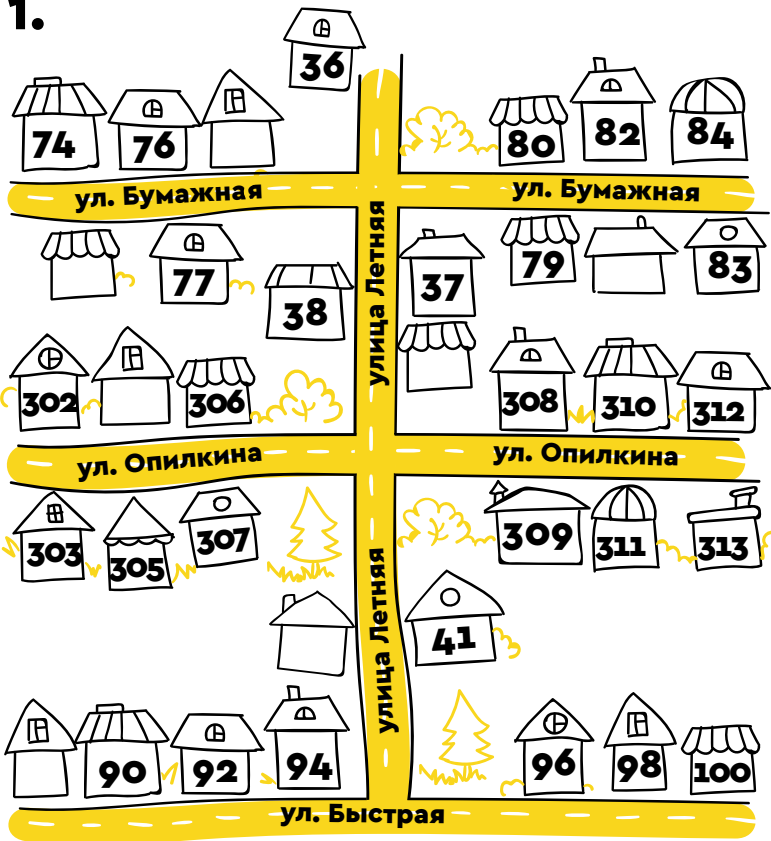 1.
36
74 76 80 82 84
ул. Бумажная ул. Бумажная
77 79 83
38 37
улица Летняя
302 306 308 310 312
ул. Опилкина ул. Опилкина
303 305 307 309 311 313
41
улица Летняя
90 92 94 96 98 100
ул. Быстрая